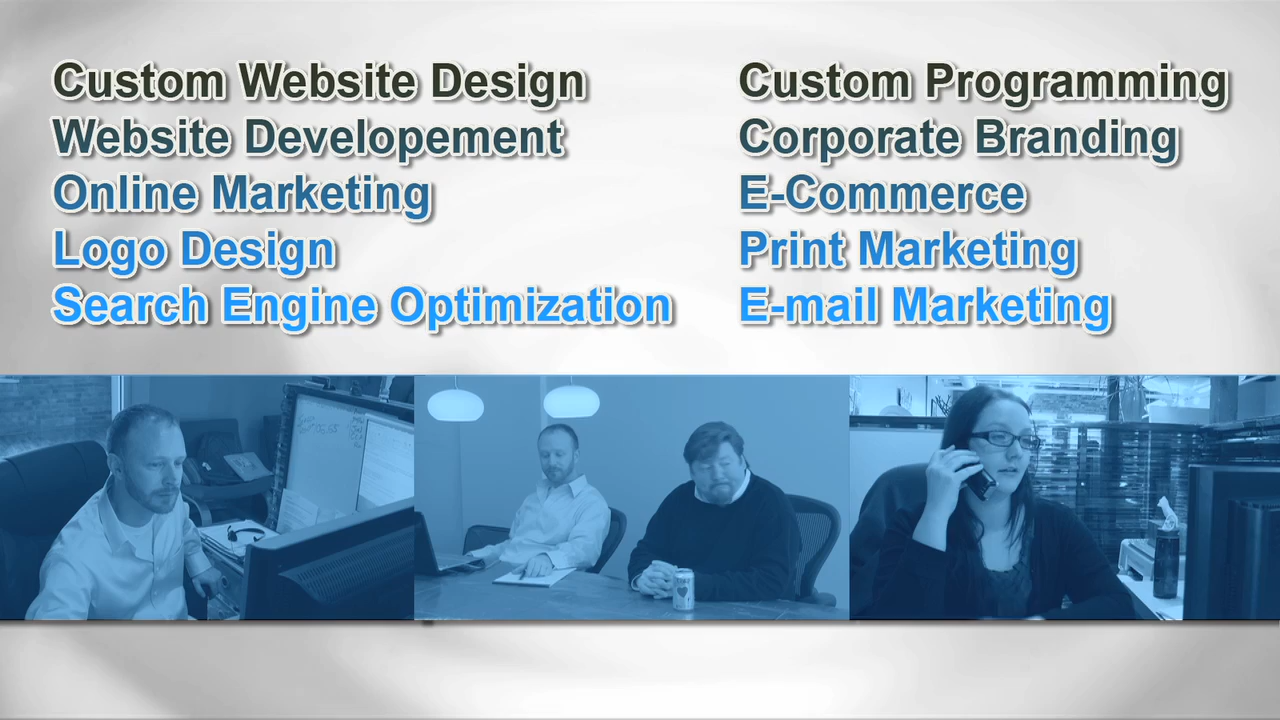 Custom Website Design
Website Developement
Online Marketing
Logo Design
Search Engine Optimization
Custom Programming
Corporate Branding
E-Commerce
Print Marketing
E-mail Marketing